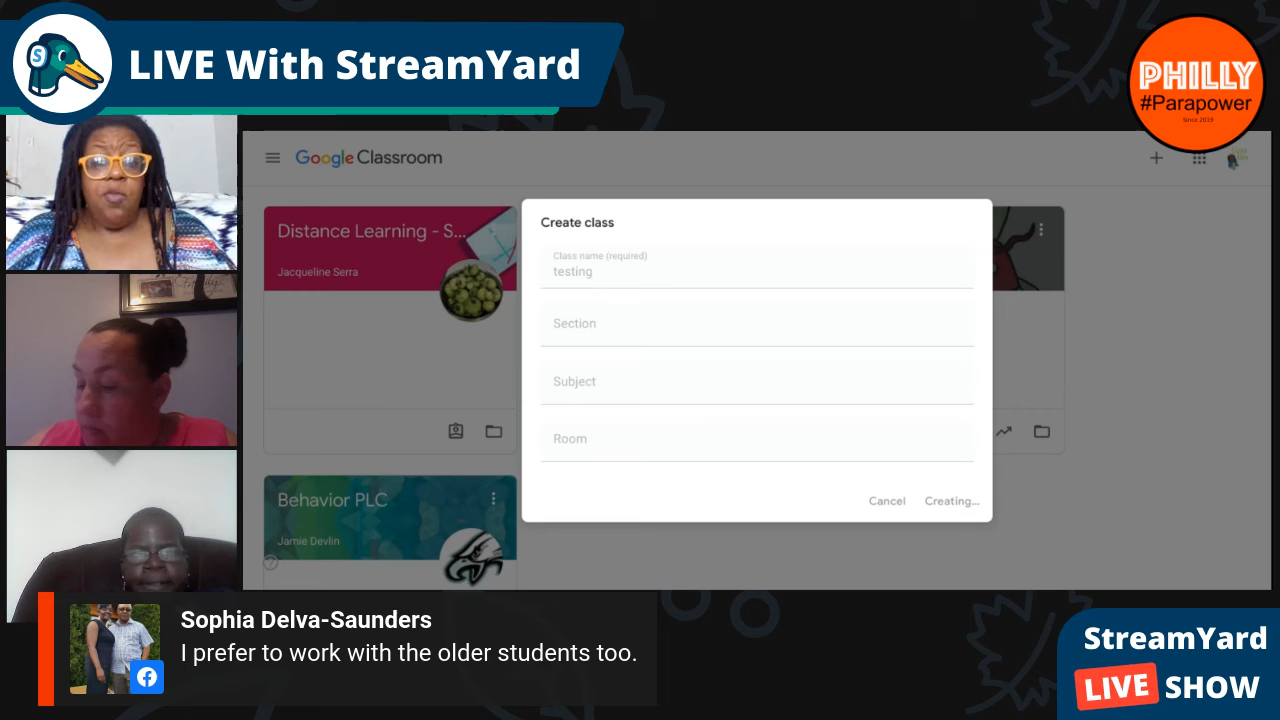 S
LIVE With StreamYard
PHILLY
#Parapower
Since 2019
Google Classroom
Create class
Class name (required)
testing
Section
Subject
Room
Cancel Creating...
Distance Learning - S...
Jacqueline Serra
Behavior PLC
Jamie Devlin
Sophia Delva-Saunders
I prefer to work with the older students too.
StreamYard
LIVE SHOW